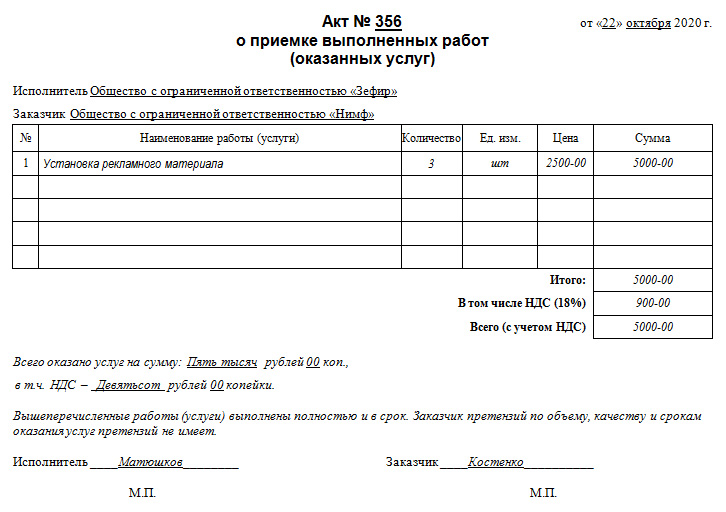 Акт № 356
от «22» октября 2020 г.
о приемке выполненных работ
(оказанных услуг)
Исполнитель Общество с ограниченной ответственностью «Зефир»
Заказчик Общество с ограниченной ответственностью «Нимф»
№ Наименование работы (услуги) Количество Ед. изм. Цена Сумма
1 Установка рекламного материала 3 шт 2500-00 5000-00
Итого: 5000-00
В том числе НДС (18%) 900-00
Всего (с учетом НДС) 5000-00
Всего оказано услуг на сумму: Пять тысяч рублей 00 коп.,
в т.ч. НДС – Девятьсот рублей 00 копейки.
Вышеперечисленные работы (услуги) выполнены полностью и в срок. Заказчик претензий по объему, качеству и срокам
оказания услуг претензий не имеет.
Исполнитель ____Матюшков________ Заказчик ____Костенко__________
М.П. М.П.